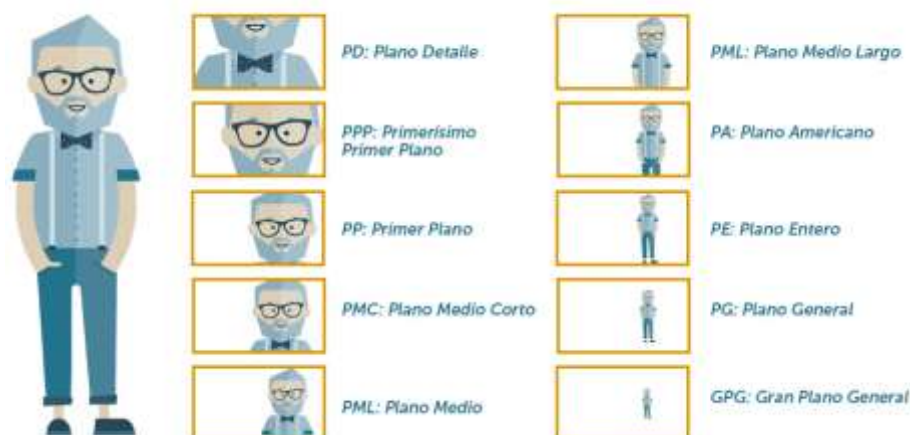 PD: Plano Detalle
PPP: Primerísimo
Primer Plano
PP: Primer Plano
PMC: Plano Medio Corto
PML: Plano Medio
PML: Plano Medio Largo
PA: Plano Americano
PE: Plano Entero
PG: Plano General
GPG: Gran Plano General